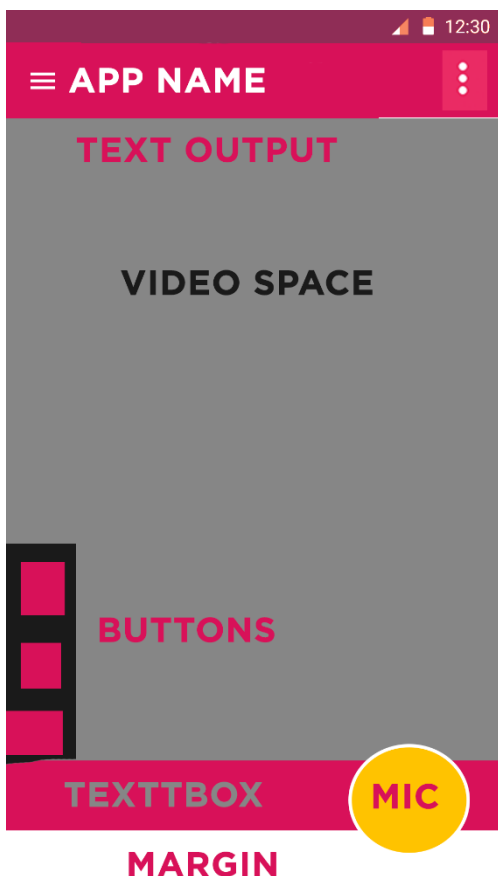 12:30
APP NAME
TEXT OUTPUT
VIDEO SPACE
BUTTONS
TEXTTBOX
MIC
MARGIN